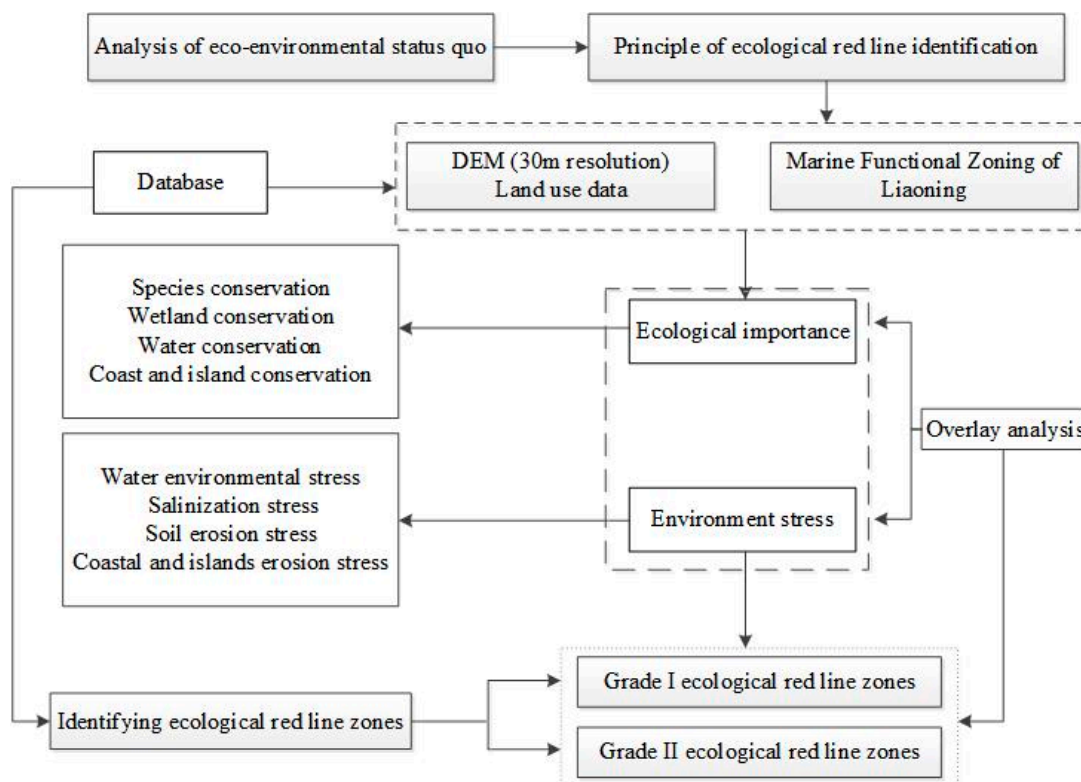 Analysis of eco-environmental status quo
Principle of ecological red line identification
Database
DEM (30m resolution)
Land use data
Marine Functional Zoning of
Liaoning
Species conservation
Wetland conservation
Water conservation
Coast and island conservation
Ecological importance
Overlay analysis
Water environmental stress
Salinization stress
Soil erosion stress
Coastal and islands erosion stress
Environment stress
Identifying ecological red line zones
Grade I ecological red line zones
Grade II ecological red line zones